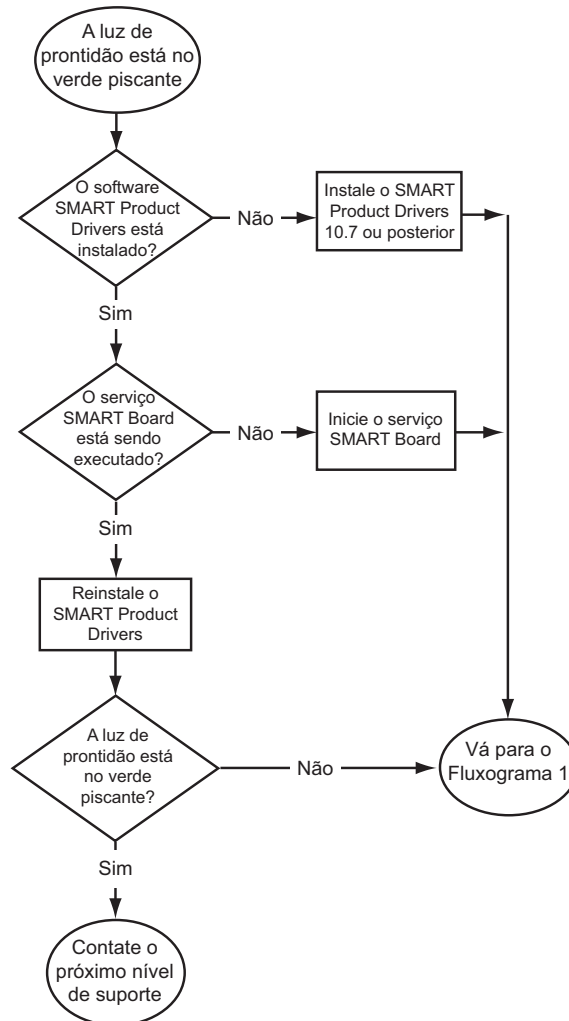 A luz de
prontidão está no
verde piscante
O software
SMART Product
Drivers está
instalado?
Não
Instale o SMART
Product Drivers
10.7 ou posterior
Sim
O serviço
SMART Board
está sendo
executado?
Não
Inicie o serviço
SMART Board
Sim
Reinstale o
SMART Product
Drivers
A luz de
prontidão está
no verde
piscante?
Não
Vá para o
Fluxograma 1
Sim
Contate o
próximo nível
de suporte